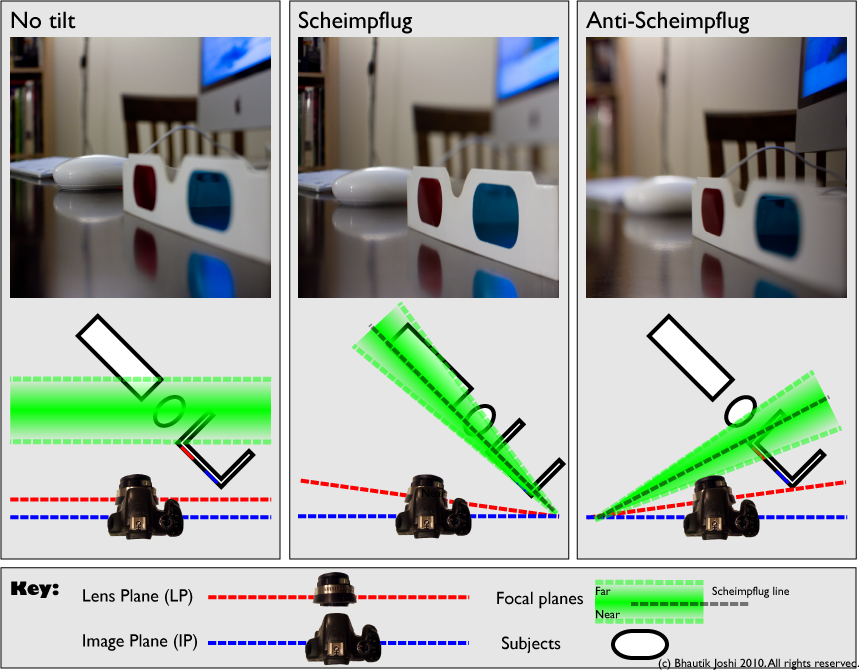 No tilt
Scheimpflug
Anti-Scheimpflug
Key:
Lens Plane (LP)
Image Plane (IP)
Focal planes
Far
Near
Scheimpflug line
Subjects
(c) Bhautik Joshi 2010. All rights reserved.